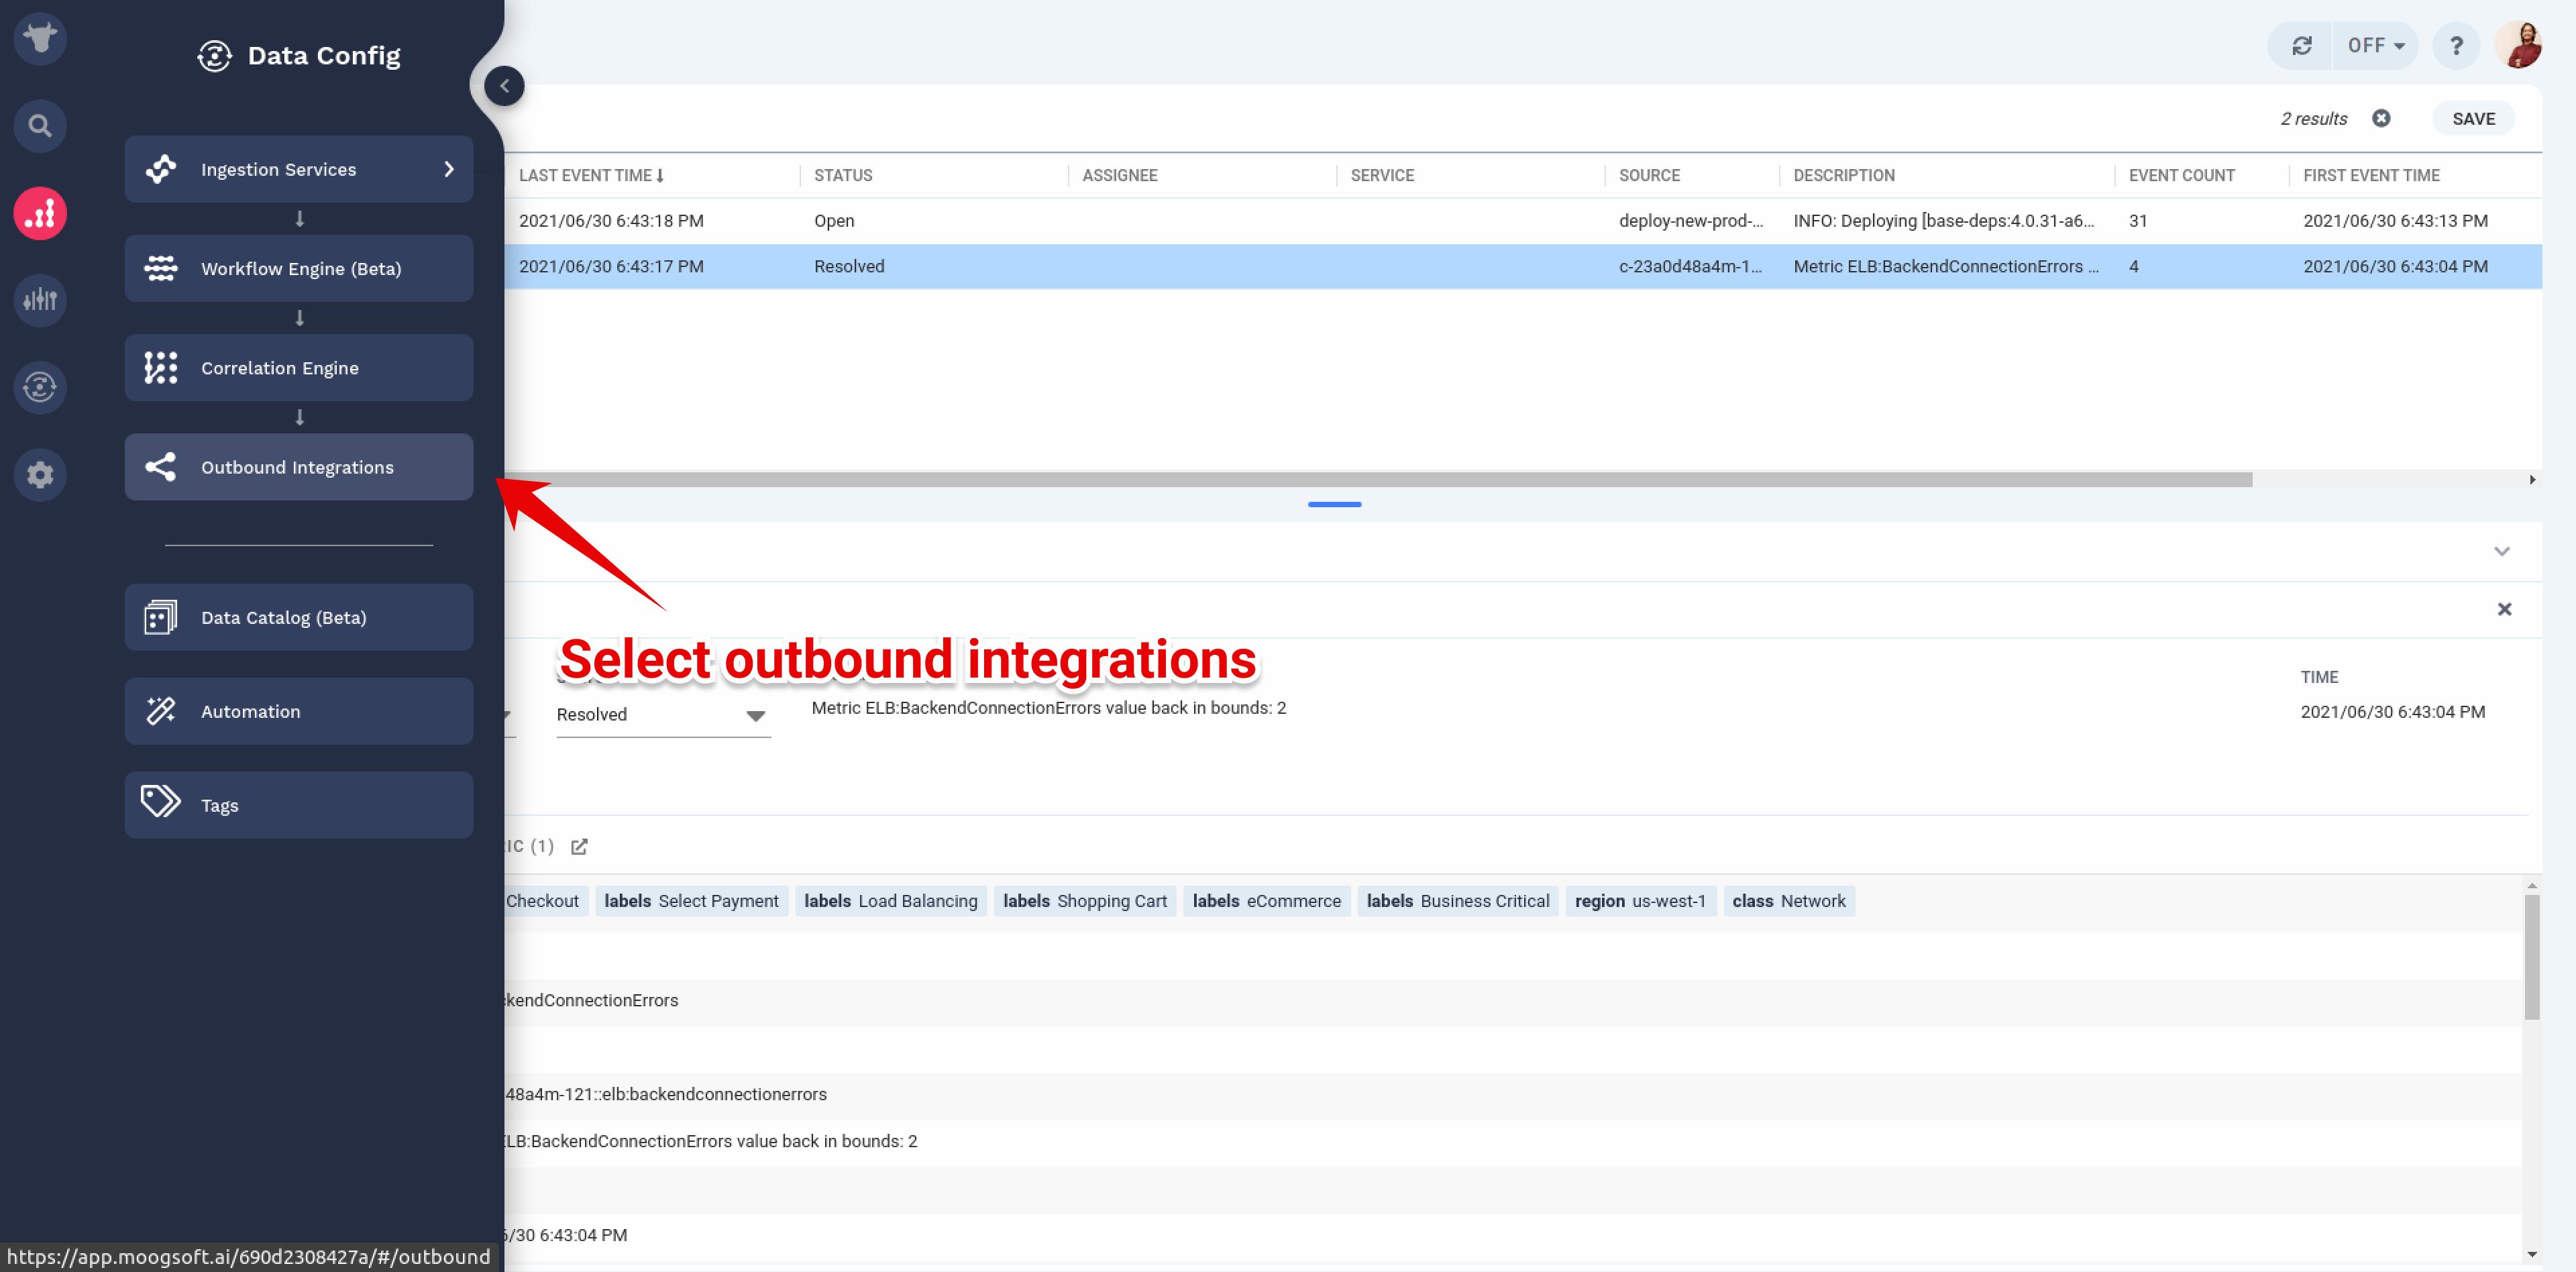 Data Config
Ingestion Services
Workflow Engine (Beta)
Correlation Engine
Outbound Integrations
Data Catalog (Beta)
Automation
Tags
OFF
?
2 results
SAVE
LAST EVENT TIME STATUS ASSIGNEE SERVICE SOURCE DESCRIPTION EVENT COUNT FIRST EVENT TIME
2021/06/30 6:43:18 PM Open deploy-new-prod-... INFO: Deploying [base-deps:4.0.31-a6... 31 2021/06/30 6:43:13 PM
2021/06/30 6:43:17 PM Resolved c-23a0d48a4m-1... Metric ELB:BackendConnectionErrors ... 4 2021/06/30 6:43:04 PM
Select outbound integrations
TIME
Resolved Metric ELB:BackendConnectionErrors value back in bounds: 2 2021/06/30 6:43:04 PM
RIC (1)
Checkout labels Select Payment labels Load Balancing labels Shopping Cart labels eCommerce labels Business Critical region us-west-1 class Network
ckendConnectionErrors
48a4m-121::elb:backendconnectionerrors
ELB:BackendConnectionErrors value back in bounds: 2
6/30 6:43:04 PM
https://app.moogsoft.ai/690d2308427a/#/outbound